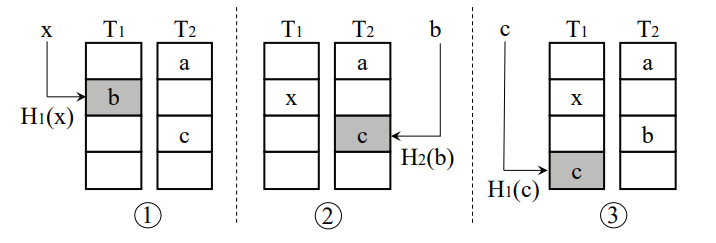 x T₁ T₂
a
b
H₁(x)
c
①
T₁ T₂ b
a
x
c
H₂(b)
②
c T₁ T₂
a
x
b
c
H₁(c)
③